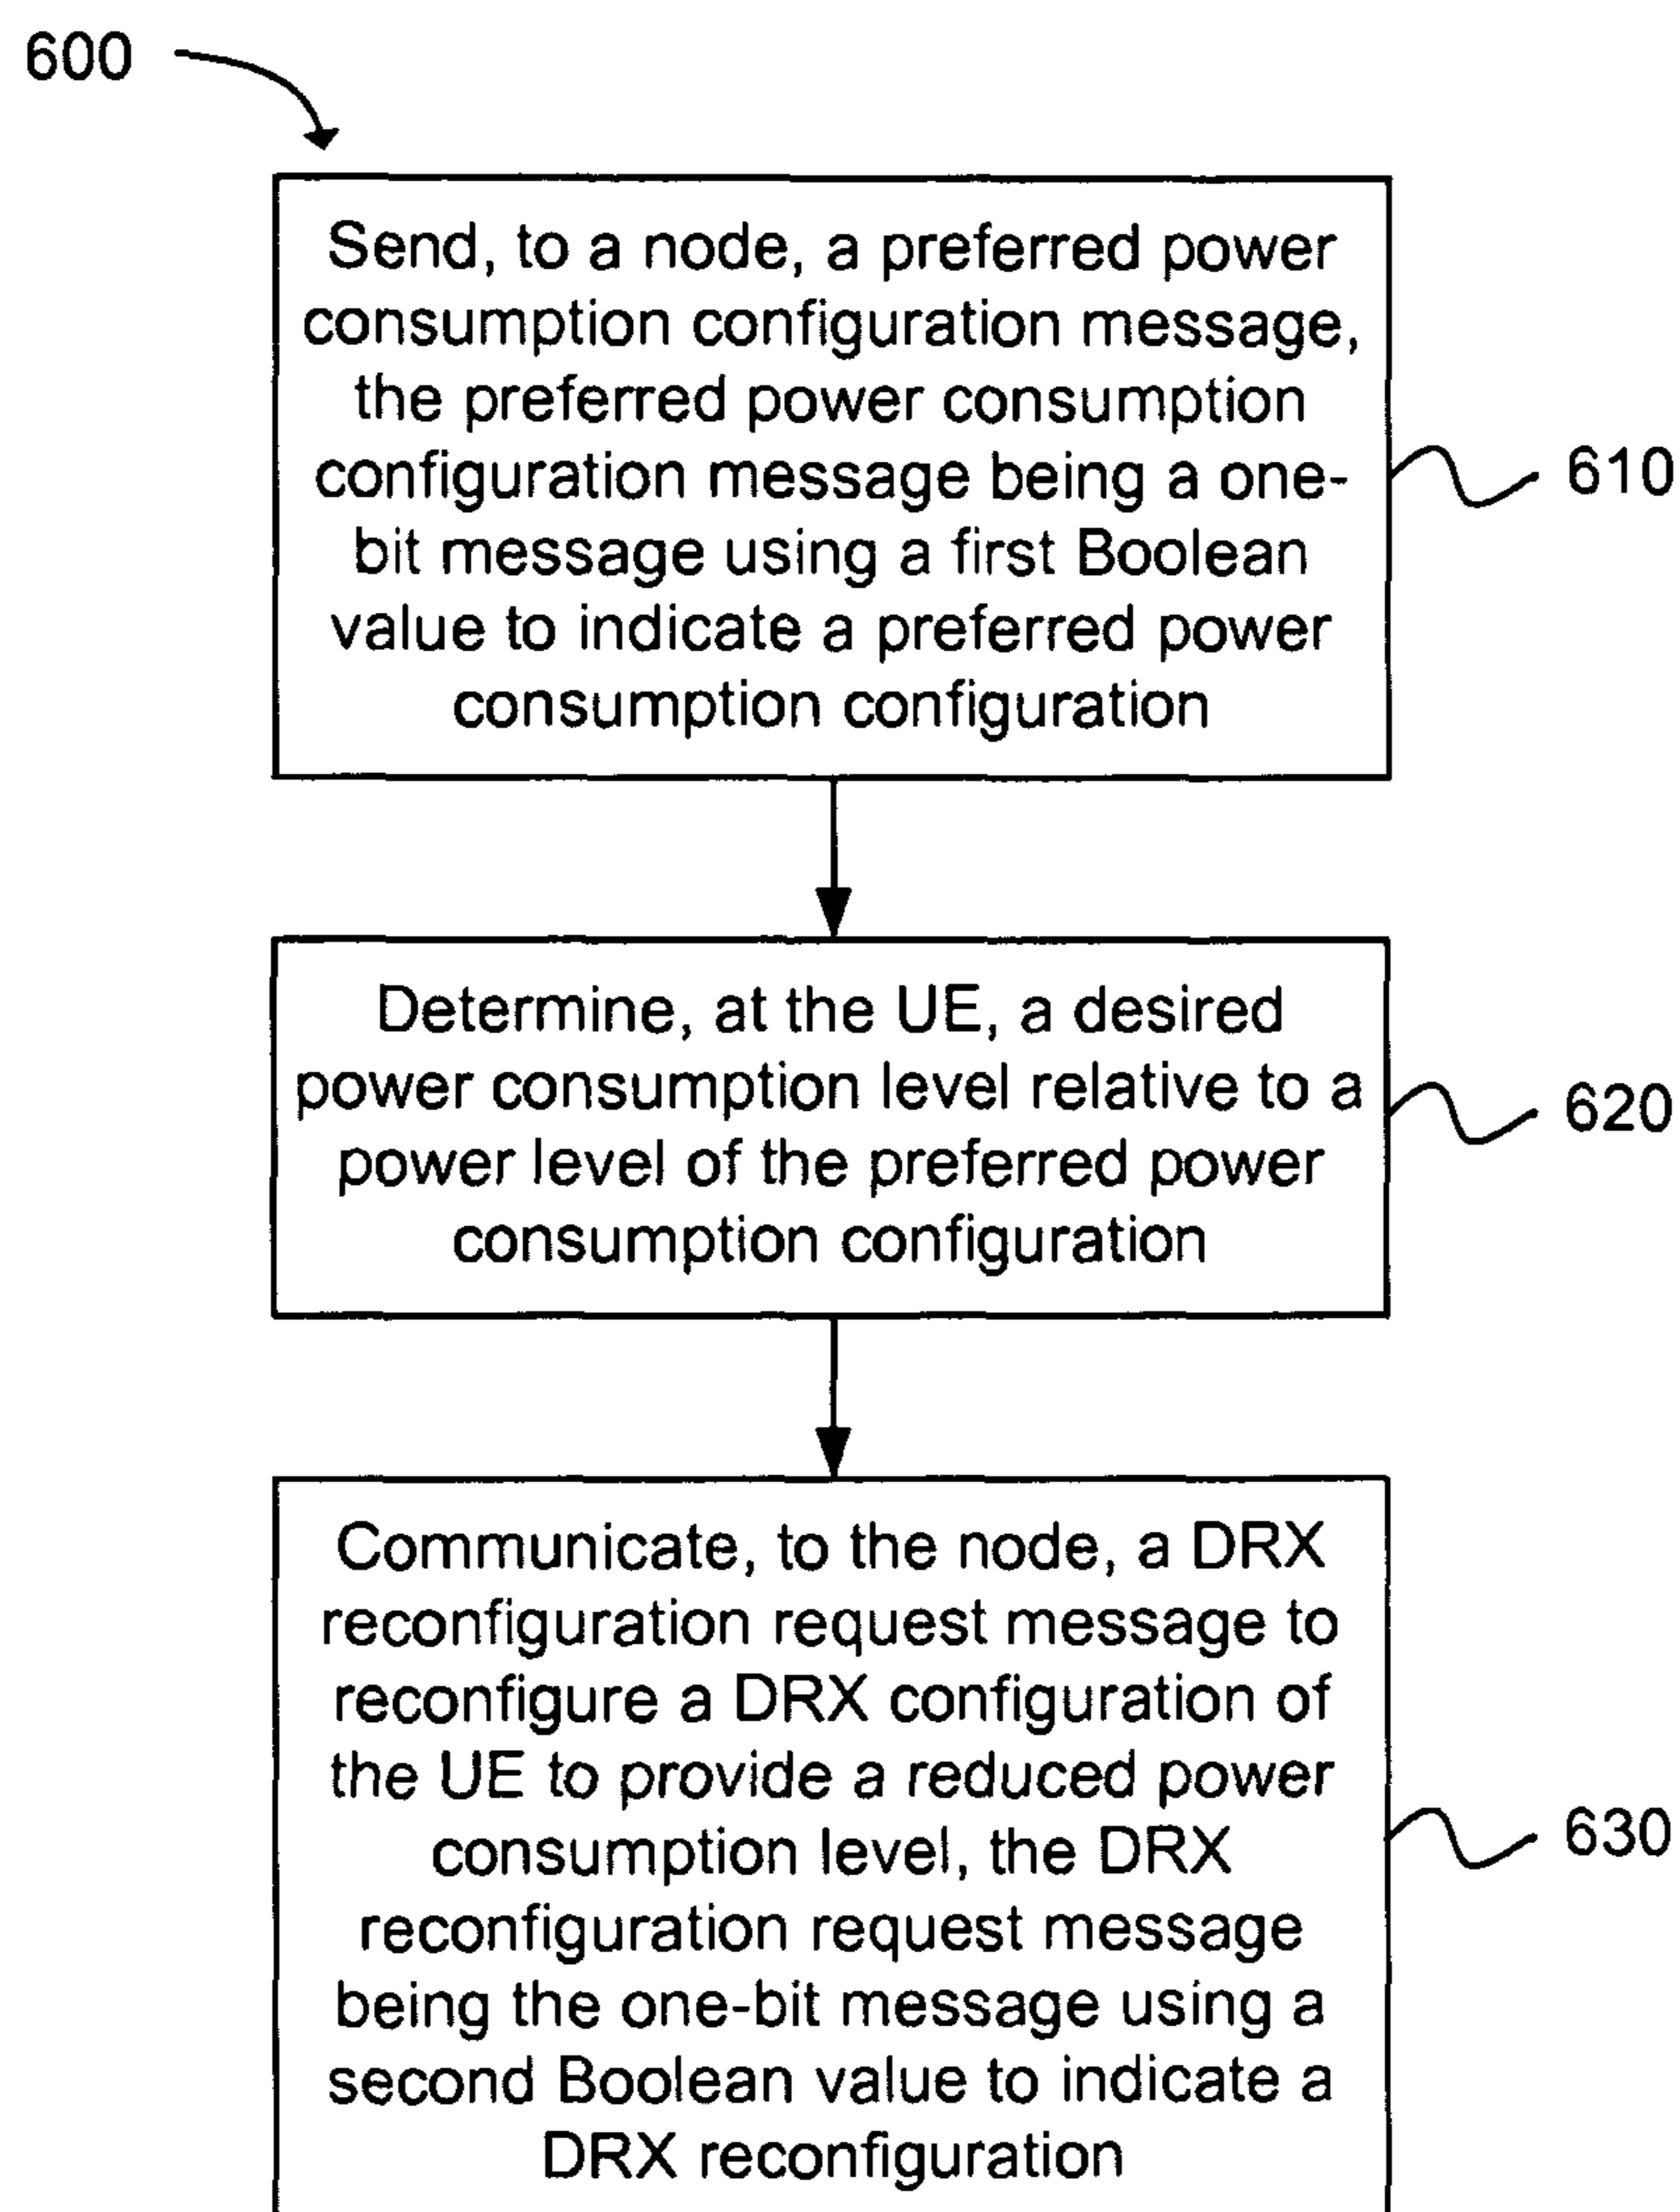 600
Send, to a node, a preferred power
consumption configuration message,
the preferred power consumption
configuration message being a one-
bit message using a first Boolean
value to indicate a preferred power
consumption configuration
610
Determine, at the UE, a desired
power consumption level relative to a
power level of the preferred power
consumption configuration
620
Communicate, to the node, a DRX
reconfiguration request message to
reconfigure a DRX configuration of
the UE to provide a reduced power
consumption level, the DRX
reconfiguration request message
being the one-bit message using a
second Boolean value to indicate a
DRX reconfiguration
630